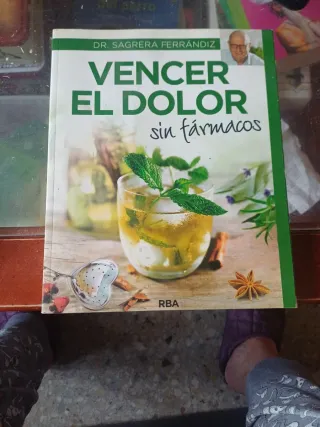 DR. SAGRERA FERRÁNDIZ
VENCER
EL DOLOR
sin fármacos
RBA